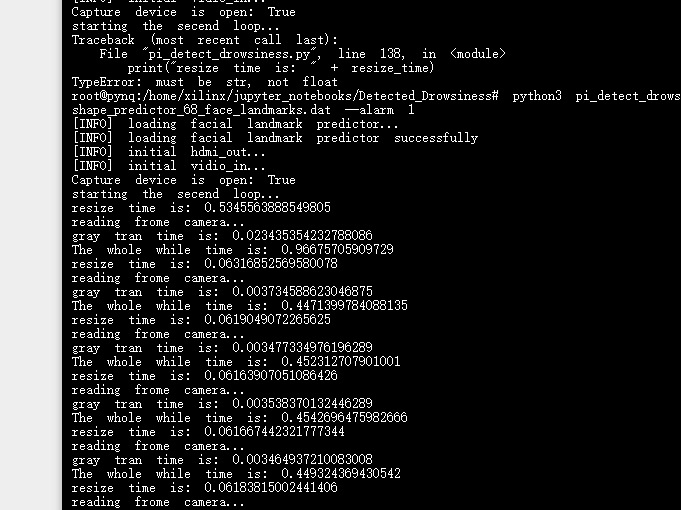 [INFO] initial vidio_in...
Capture device is open: True
starting the secend loop...
Traceback (most recent call last):
File "pi_detect_drowsiness.py", line 138, in <module>
print("resize time is: " + resize_time)
TypeError: must be str, not float
root@pynq:/home/xilinx/jupyter_notebooks/Detected_Drowsiness# python3 pi_detect_drows
shape_predictor_68_face_landmarks.dat --alarm 1
[INFO] loading facial landmark predictor...
[INFO] loading facial landmark predictor successfully
[INFO] initial hdmi_out...
[INFO] initial vidio_in...
Capture device is open: True
starting the secend loop...
resize time is: 0.5345563888549805
reading frome camera...
gray tran time is: 0.023435354232788086
The whole while time is: 0.96675705909729
resize time is: 0.06316852569580078
reading frome camera...
gray tran time is: 0.003734588623046875
The whole while time is: 0.4471399784088135
resize time is: 0.0619049072265625
reading frome camera...
gray tran time is: 0.003477334976196289
The whole while time is: 0.452312707901001
resize time is: 0.06163907051086426
reading frome camera...
gray tran time is: 0.003538370132446289
The whole while time is: 0.4542696475982666
resize time is: 0.061667442321777344
reading frome camera...
gray tran time is: 0.003464937210083008
The whole while time is: 0.449324369430542
resize time is: 0.06183815002441406
reading frome camera...